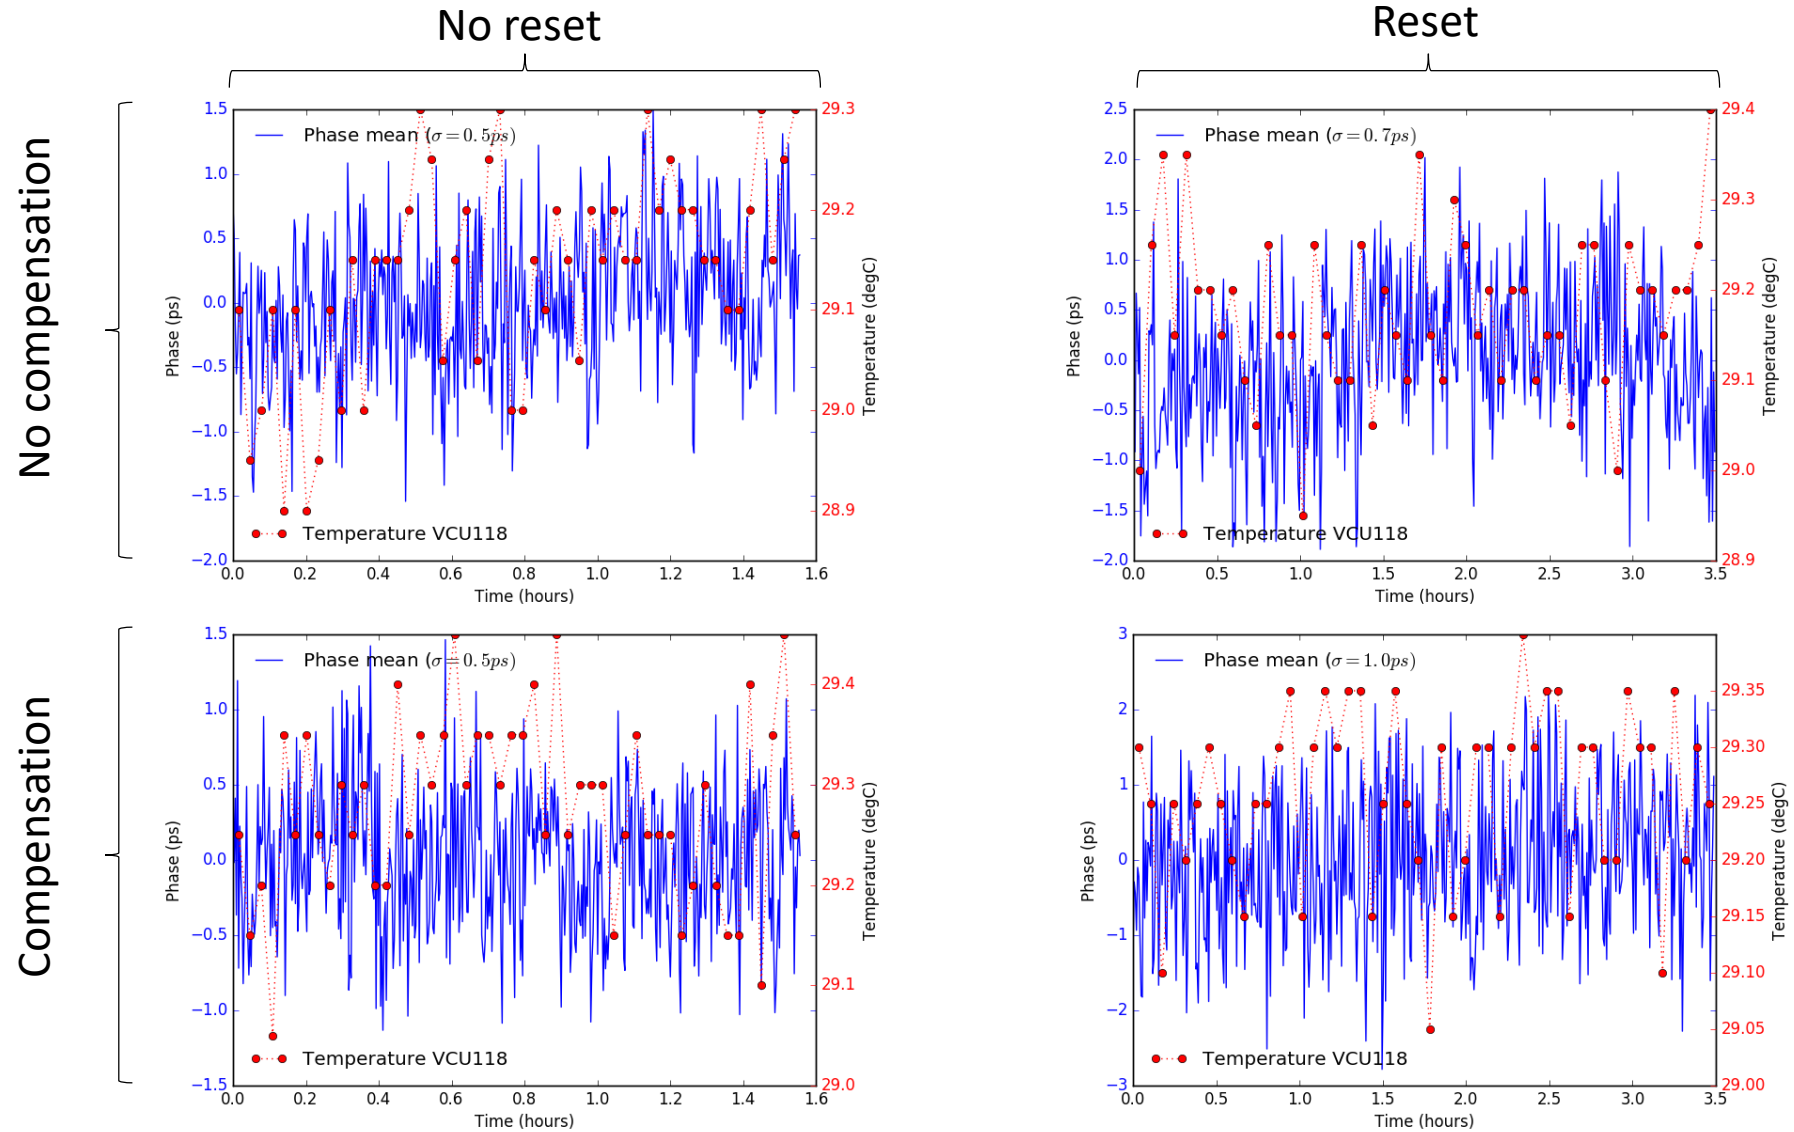 No reset
Reset
No compensation
Compensation
1.5
1.0
0.5
0.0
−0.5
−1.0
−1.5
−2.0
Phase (ps)
Phase mean (σ = 0.5ps)
Temperature VCU118
29.3
29.2
29.1
29.0
28.9
Temperature (degC)
0.0 0.2 0.4 0.6 0.8 1.0 1.2 1.4 1.6
Time (hours)
2.5
2.0
1.5
1.0
0.5
0.0
−0.5
−1.0
−1.5
−2.0
Phase (ps)
Phase mean (σ = 0.7ps)
Temperature VCU118
29.4
29.3
29.2
29.1
29.0
28.9
Temperature (degC)
0.0 0.5 1.0 1.5 2.0 2.5 3.0 3.5
Time (hours)
1.5
1.0
0.5
0.0
−0.5
−1.0
−1.5
Phase (ps)
Phase mean (σ = 0.5ps)
Temperature VCU118
29.4
29.3
29.2
29.1
29.0
Temperature (degC)
0.0 0.2 0.4 0.6 0.8 1.0 1.2 1.4 1.6
Time (hours)
3
2
1
0
−1
−2
−3
Phase (ps)
Phase mean (σ = 1.0ps)
Temperature VCU118
29.35
29.30
29.25
29.20
29.15
29.10
29.05
29.00
Temperature (degC)
0.0 0.5 1.0 1.5 2.0 2.5 3.0 3.5
Time (hours)